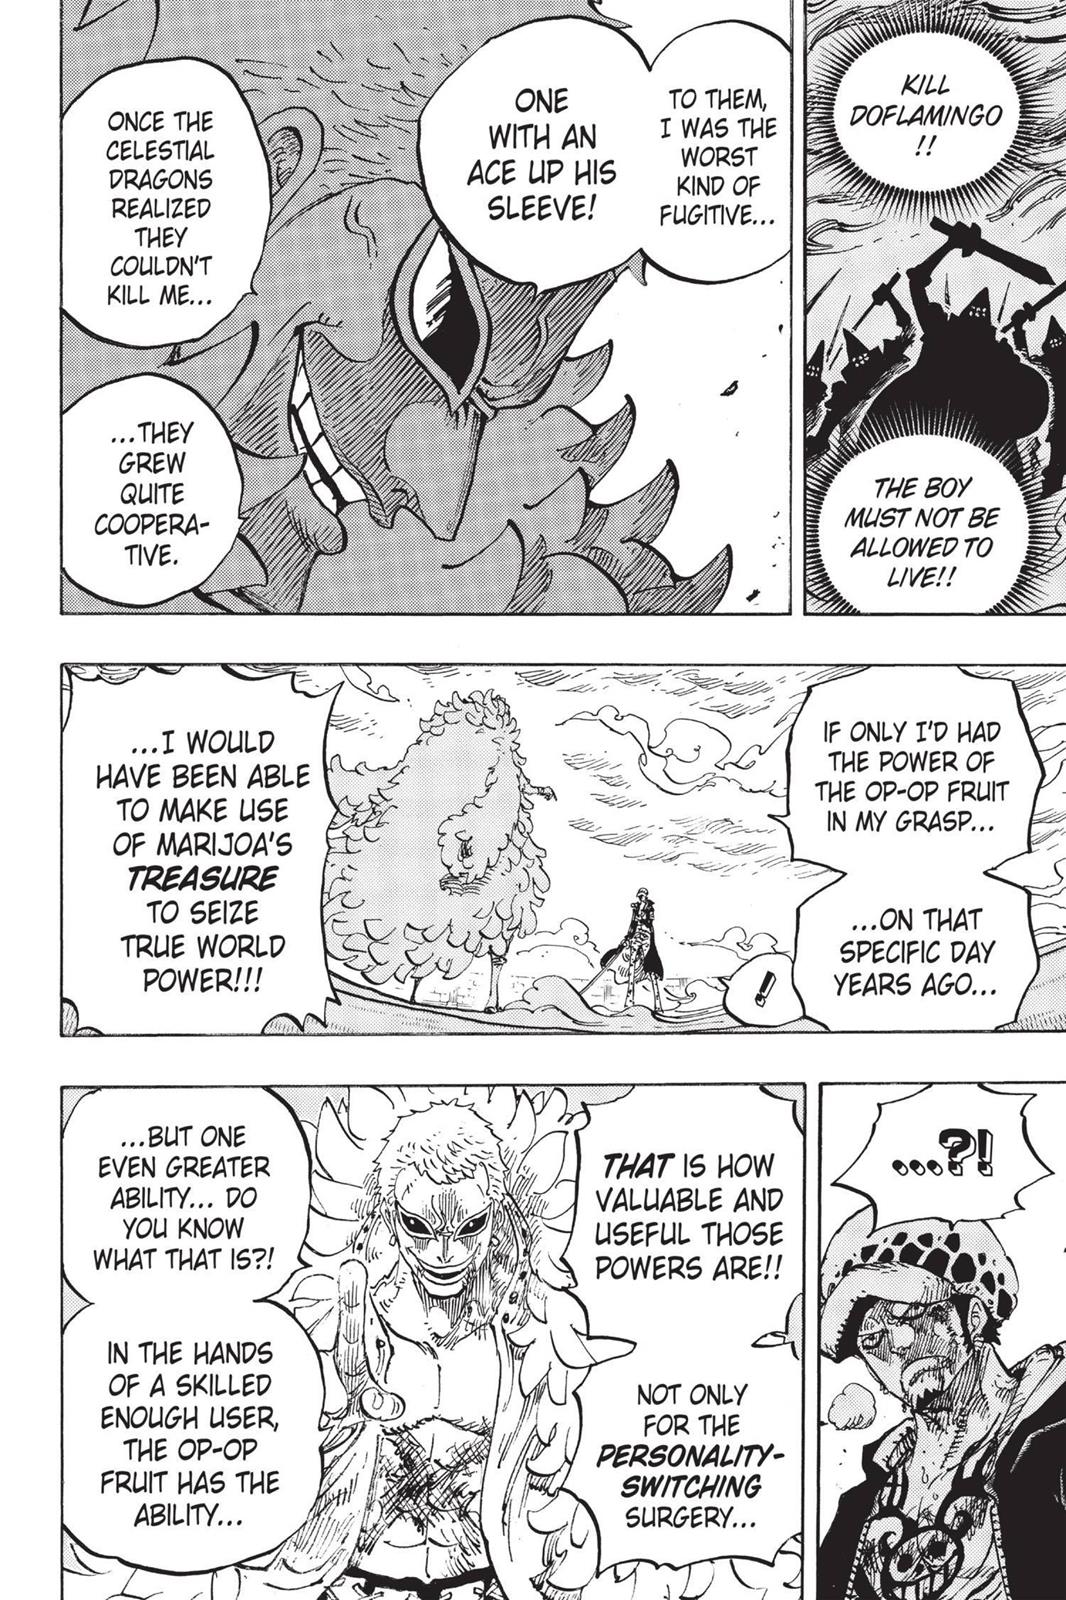 KILL
DOFLAMINGO
!!
THE BOY
MUST NOT BE
ALLOWED TO
LIVE!!
TO THEM,
I WAS THE
WORST
KIND OF
FUGITIVE...
ONE
WITH AN
ACE UP HIS
SLEEVE!
ONCE THE
CELESTIAL
DRAGONS
REALIZED
THEY
COULDN'T
KILL ME...
...THEY
GREW
QUITE
COOPERA-
TIVE.
IF ONLY I'D HAD
THE POWER OF
THE OP-OP FRUIT
IN MY GRASP...
...ON THAT
SPECIFIC DAY
YEARS AGO...
!
...I WOULD
HAVE BEEN ABLE
TO MAKE USE
OF MARIJOA'S
TREASURE
TO SEIZE
TRUE WORLD
POWER!!!
...?!
THAT IS HOW
VALUABLE AND
USEFUL THOSE
POWERS ARE!!
NOT ONLY
FOR THE
PERSONALITY-
SWITCHING
SURGERY...
...BUT ONE
EVEN GREATER
ABILITY... DO
YOU KNOW
WHAT THAT IS?!
IN THE HANDS
OF A SKILLED
ENOUGH USER,
THE OP-OP
FRUIT HAS THE
ABILITY...